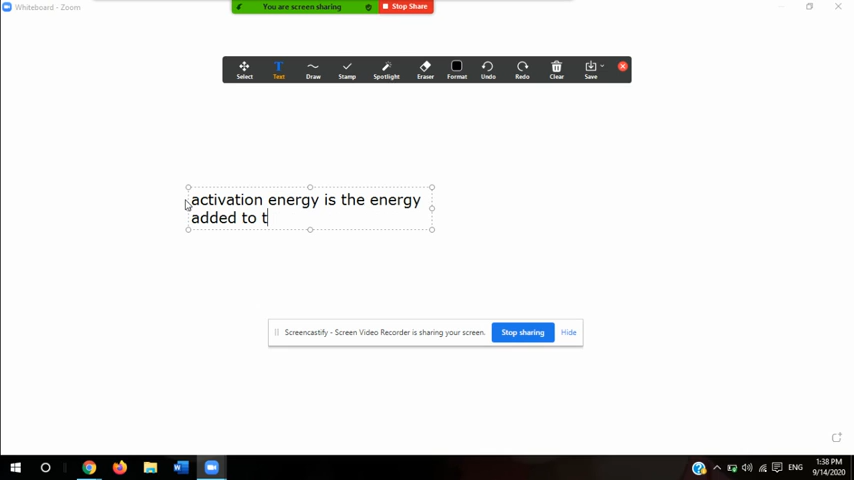 Whiteboard - Zoom
You are screen sharing
Stop Share
Select
Text
Draw
Stamp
Spotlight
Eraser
Format
Undo
Redo
Clear
Save
activation energy is the energy
added to t
Screencastify - Screen Video Recorder is sharing your screen.
Stop sharing
Hide
ENG
1:38 PM
9/14/2020